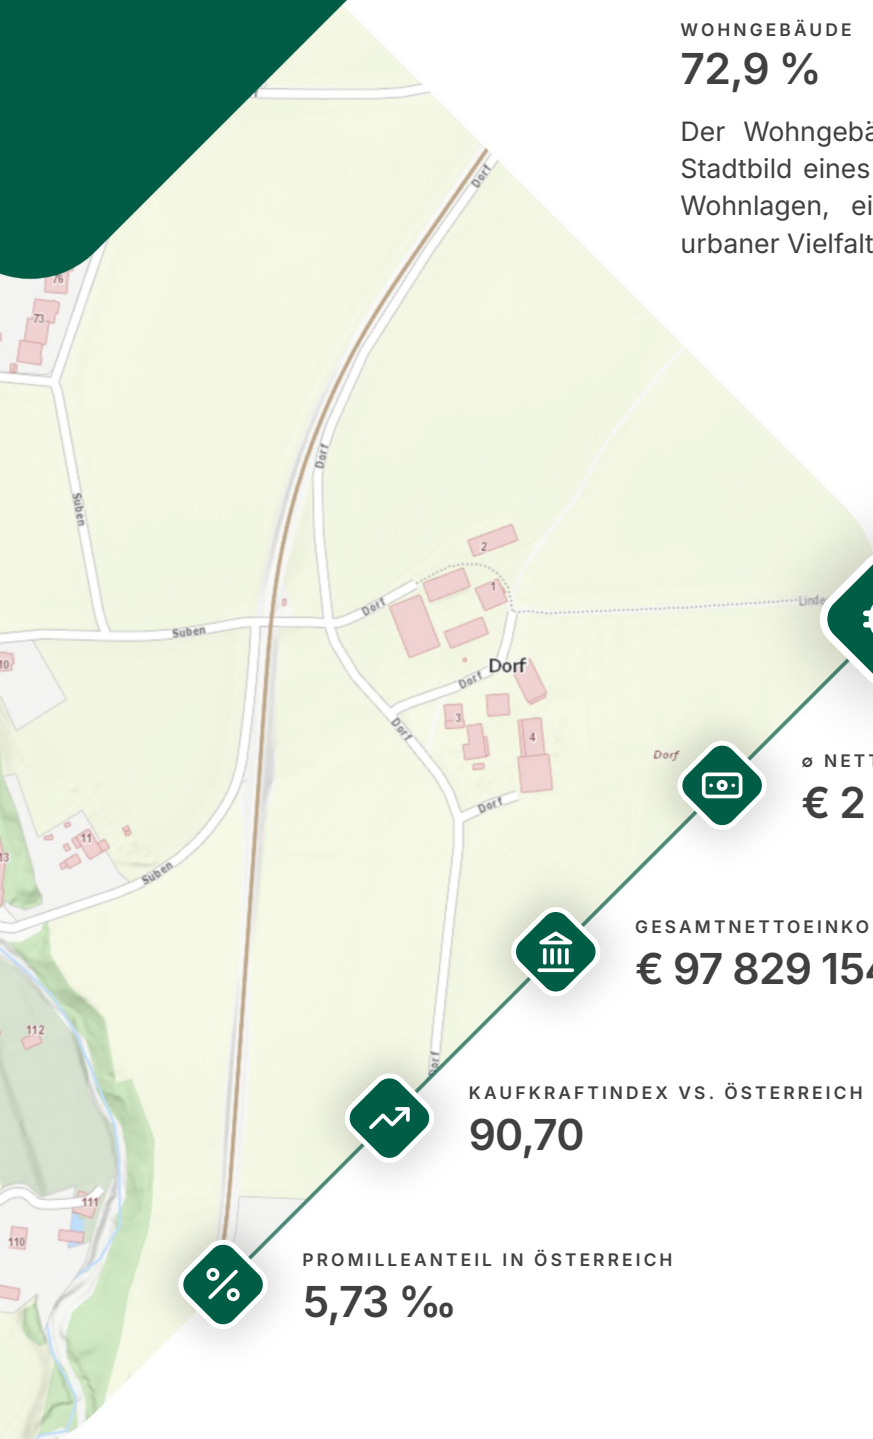 WOHNGEBÄUDE
72,9 %
Der Wohngebä
Stadtbild eines
Wohnlagen, ei
urbaner Vielfalt
Dorf
76
73
Dorf
Suben
2
1
Dorf
Suben
Linde
10
Dorf
Dorf
3
Dorf
4
Dorf
ø NETT
€ 2
Dorf
11
13
Suben
GESAMTNETTOEINKO
€ 97 829 154
112
Dorf
KAUFKRAFTINDEX VS. ÖSTERREICH
90,70
111
110
PROMILLEANTEIL IN ÖSTERREICH
5,73 ‰